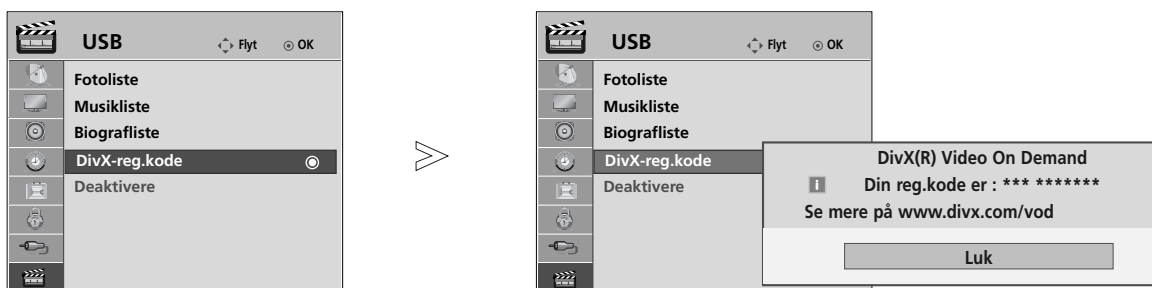 USB Flyt OK
Fotoliste
Musikliste
Biografliste
DivX-reg.kode
Deaktivere
USB Flyt OK
Fotoliste
Musikliste
Biografliste
DivX-reg.kode
Deaktivere
DivX(R) Video On Demand
i Din reg.kode er : *** *******
Se mere på www.divx.com/vod
Luk